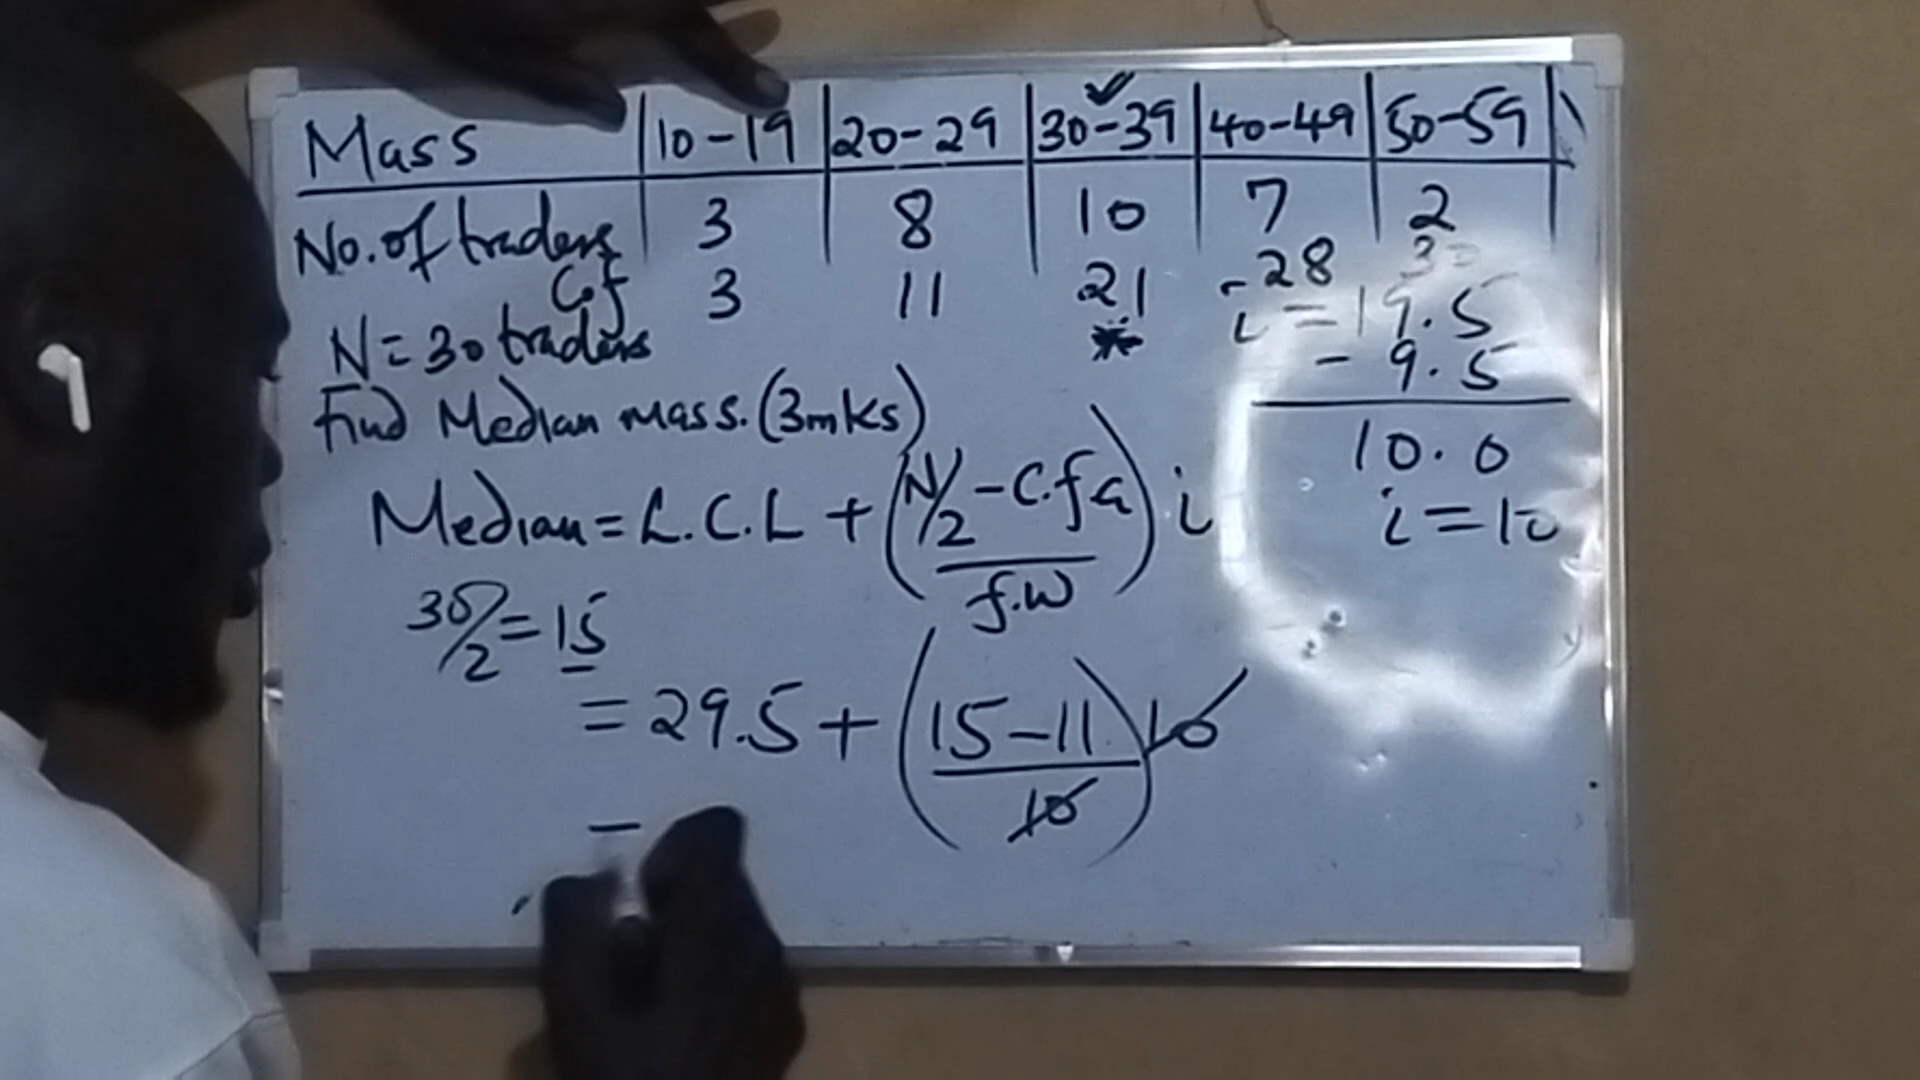 Mass 10-19 20-29 30-39 40-49 50-59
No. of traders 3 8 10 7 2
Cf 3 11 21 28 30
N = 30 traders
Find Median mass. (3mks)
i = 19.5
- 9.5
10.0
i = 10
Median = L.C.L + (N/2 - C.fa / f.w) i
30/2 = 15
= 29.5 + (15-11 / 10) 10